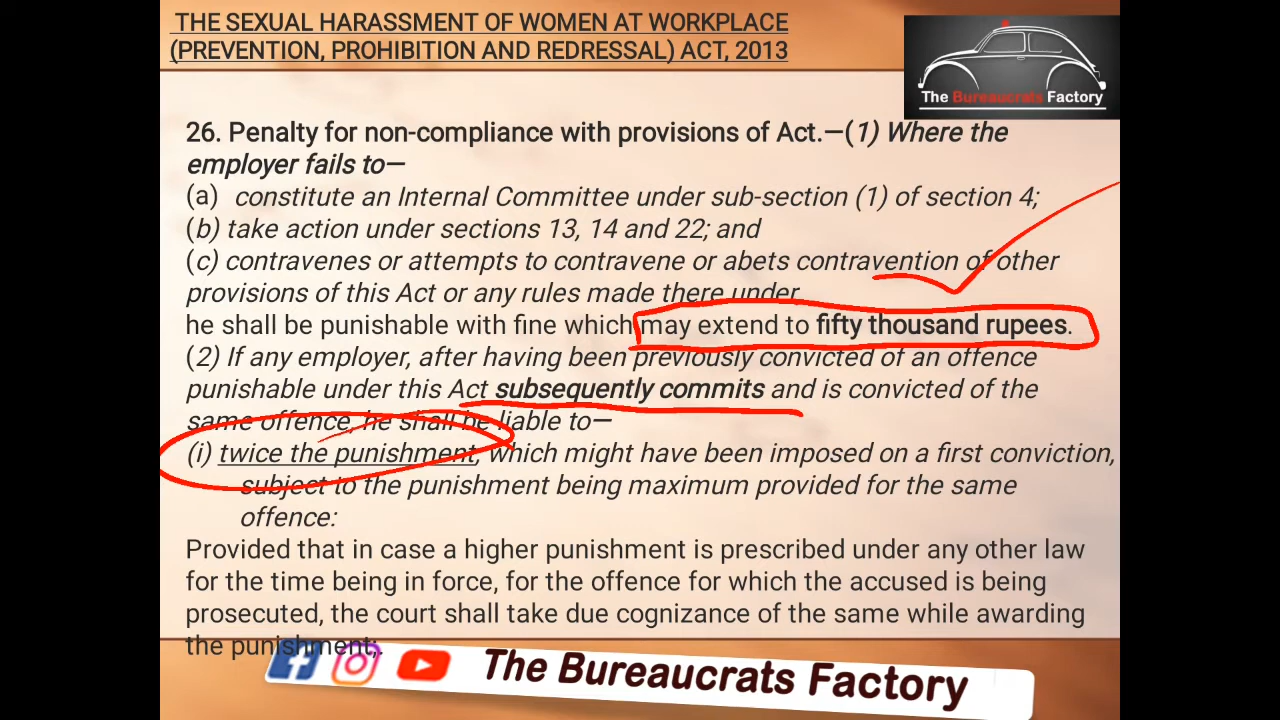 THE SEXUAL HARASSMENT OF WOMEN AT WORKPLACE
(PREVENTION, PROHIBITION AND REDRESSAL) ACT, 2013
The Bureaucrats Factory
26. Penalty for non-compliance with provisions of Act.—(1) Where the
employer fails to—
(a) constitute an Internal Committee under sub-section (1) of section 4;
(b) take action under sections 13, 14 and 22; and
(c) contravenes or attempts to contravene or abets contravention of other
provisions of this Act or any rules made there under,
he shall be punishable with fine which may extend to fifty thousand rupees.
(2) If any employer, after having been previously convicted of an offence
punishable under this Act subsequently commits and is convicted of the
same offence, he shall be liable to—
(i) twice the punishment, which might have been imposed on a first conviction,
subject to the punishment being maximum provided for the same
offence:
Provided that in case a higher punishment is prescribed under any other law
for the time being in force, for the offence for which the accused is being
prosecuted, the court shall take due cognizance of the same while awarding
the punishment;.
The Bureaucrats Factory